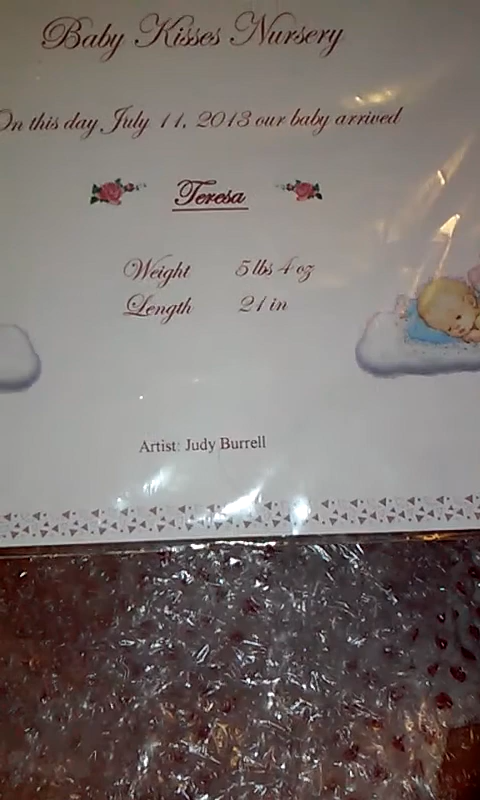 Baby Kisses Nursery
On this day July 11, 2013 our baby arrived
Teresa
Weight 5 lbs 4 oz
Length 21 in
Artist: Judy Burrell